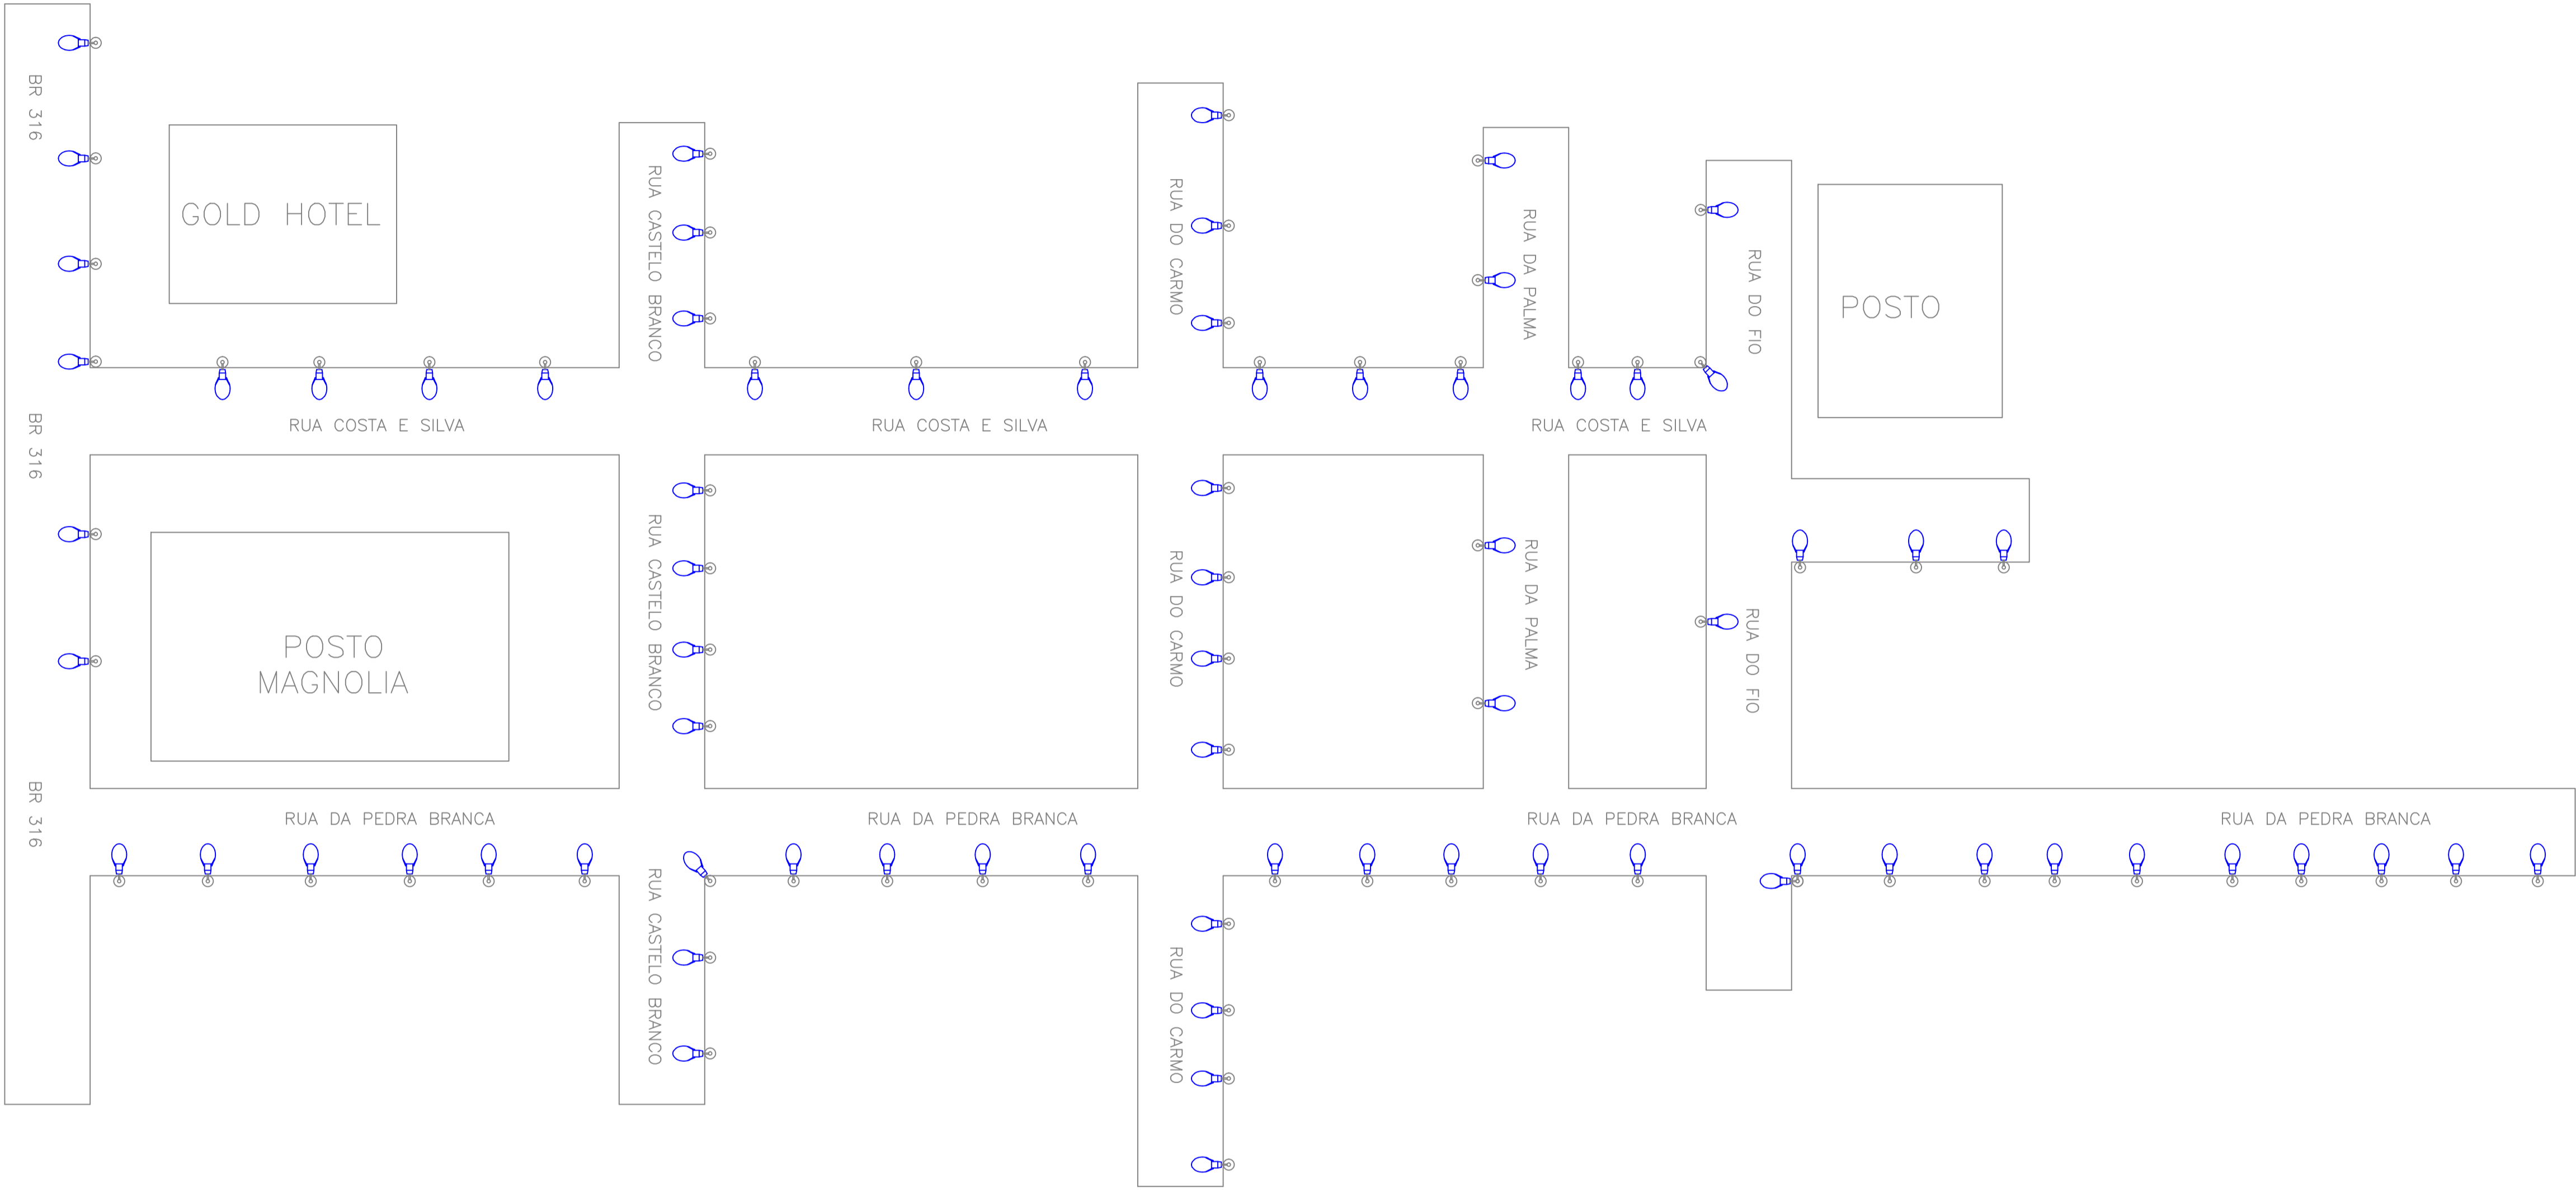 BR 316
GOLD HOTEL
RUA CASTELO BRANCO
RUA DO CARMO
RUA DA PALMA
RUA DO FIO
POSTO
BR 316
RUA COSTA E SILVA
RUA COSTA E SILVA
RUA COSTA E SILVA
POSTO
MAGNOLIA
RUA CASTELO BRANCO
RUA DO CARMO
RUA DA PALMA
RUA DO FIO
BR 316
RUA DA PEDRA BRANCA
RUA DA PEDRA BRANCA
RUA DA PEDRA BRANCA
RUA DA PEDRA BRANCA
RUA CASTELO BRANCO
RUA DO CARMO